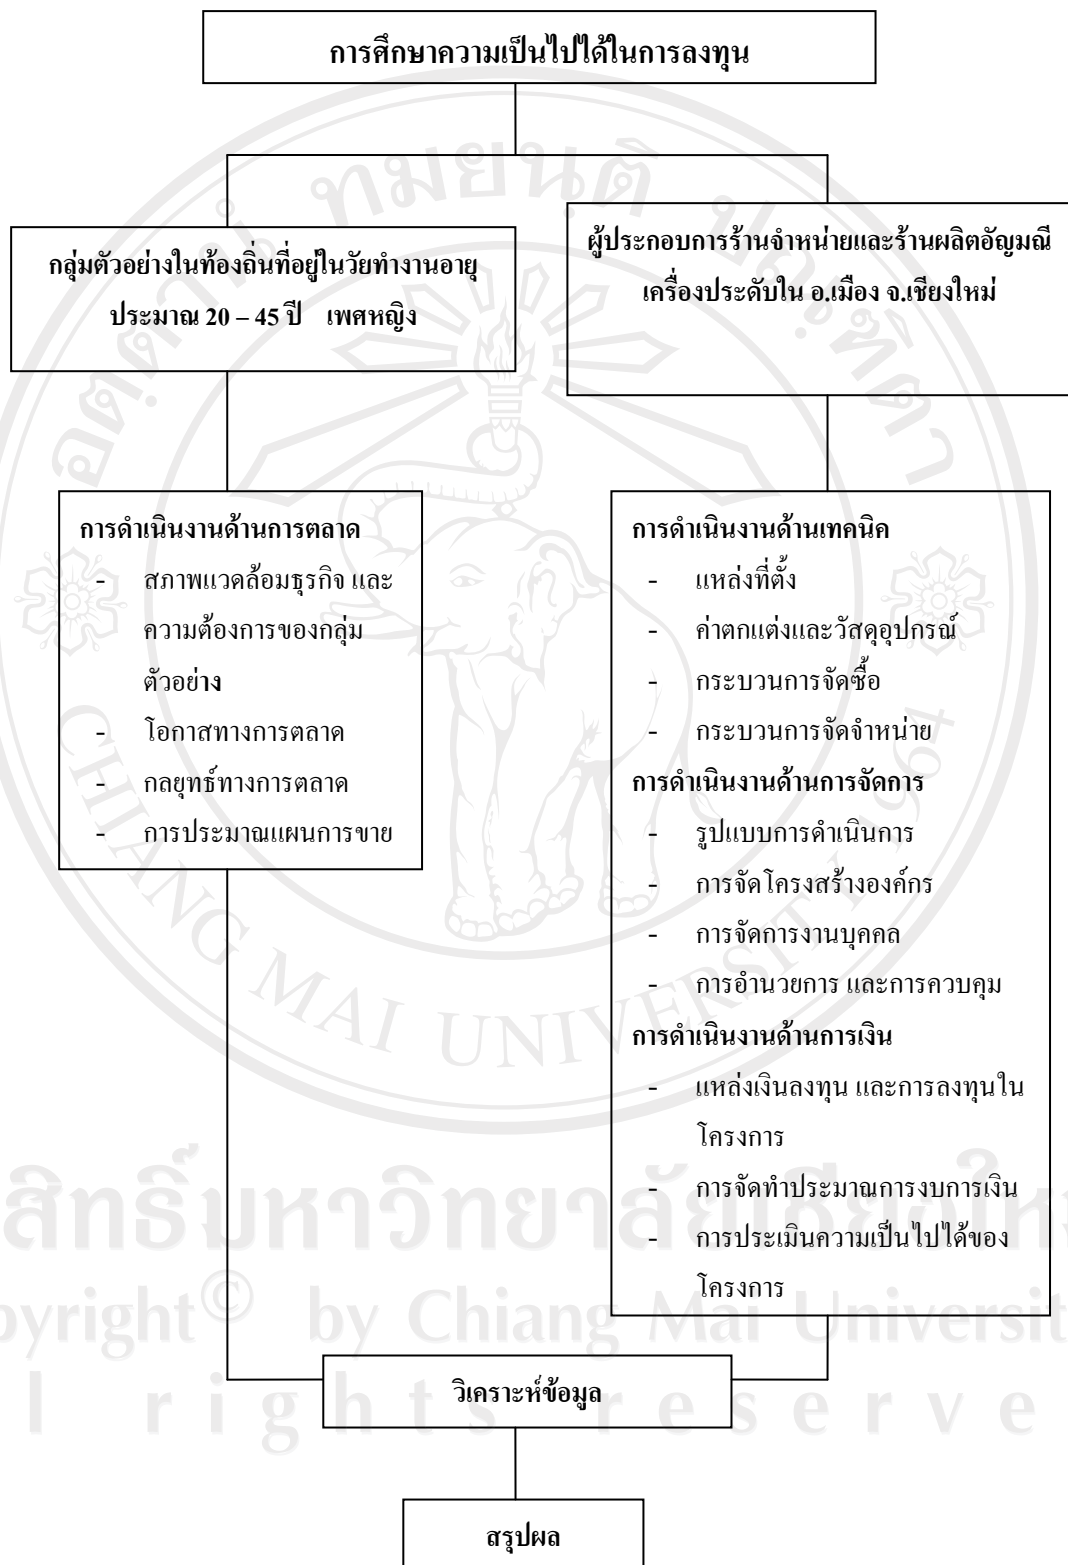 การศึกษาความเป็นไปได้ในการลงทุน
กลุ่มตัวอย่างในท้องถิ่นที่อยู่ในวัยทำงานอายุ
ประมาณ 20 – 45 ปี เพศหญิง
ผู้ประกอบการร้านจำหน่ายและร้านผลิตอัญมณี
เครื่องประดับใน อ.เมือง จ.เชียงใหม่
การดำเนินงานด้านการตลาด
- สภาพแวดล้อมธุรกิจ และ
ความต้องการของกลุ่ม
ตัวอย่าง
- โอกาสทางการตลาด
- กลยุทธ์ทางการตลาด
- การประมาณแผนการขาย
การดำเนินงานด้านเทคนิค
- แหล่งที่ตั้ง
- ค่าตกแต่งและวัสดุอุปกรณ์
- กระบวนการจัดซื้อ
- กระบวนการจัดจำหน่าย
การดำเนินงานด้านการจัดการ
- รูปแบบการดำเนินการ
- การจัดโครงสร้างองค์กร
- การจัดการงานบุคคล
- การอำนวยการ และการควบคุม
การดำเนินงานด้านการเงิน
- แหล่งเงินลงทุน และการลงทุนใน
โครงการ
- การจัดทำประมาณการงบการเงิน
- การประเมินความเป็นไปได้ของ
โครงการ
วิเคราะห์ข้อมูล
สรุปผล
อตฺตานํ ทมยนฺติ ปณฺฑิตา
CHIANG MAI UNIVERSITY 1964
สิทธิ์มหาวิทยาลัยเชียงให
pyright© by Chiang Mai Universit
l rights reserve